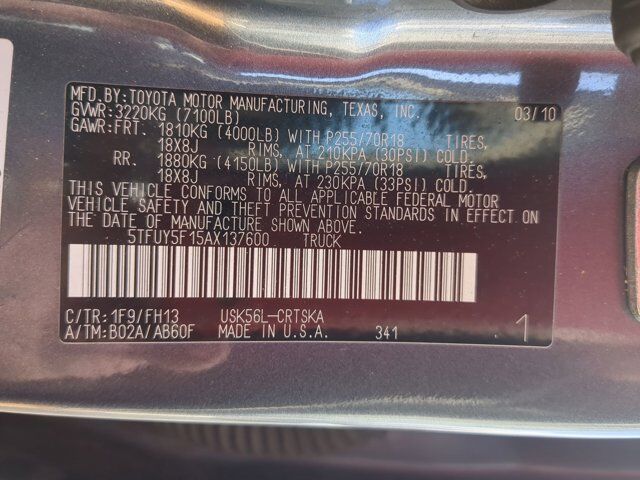 MFD.BY:TOYOTA MOTOR MANUFACTURING, TEXAS, INC. 03/10
GVWR:3220KG (7100LB)
GAWR:FRT. 1810KG (4000LB) WITH P255/70R18 TIRES,
18X8J RIMS, AT 210KPA (30PSI) COLD.
RR. 1880KG (4150LB) WITH P255/70R18 TIRES,
18X8J RIMS, AT 230KPA (33PSI) COLD.
THIS VEHICLE CONFORMS TO ALL APPLICABLE FEDERAL MOTOR
VEHICLE SAFETY AND THEFT PREVENTION STANDARDS IN EFFECT ON
THE DATE OF MANUFACTURE SHOWN ABOVE.
5TFUY5F15AX137600 TRUCK
C/TR: 1F9/FH13 USK56L-CRTSKA
A/TM: B02A/AB60F MADE IN U.S.A. 341 . 1